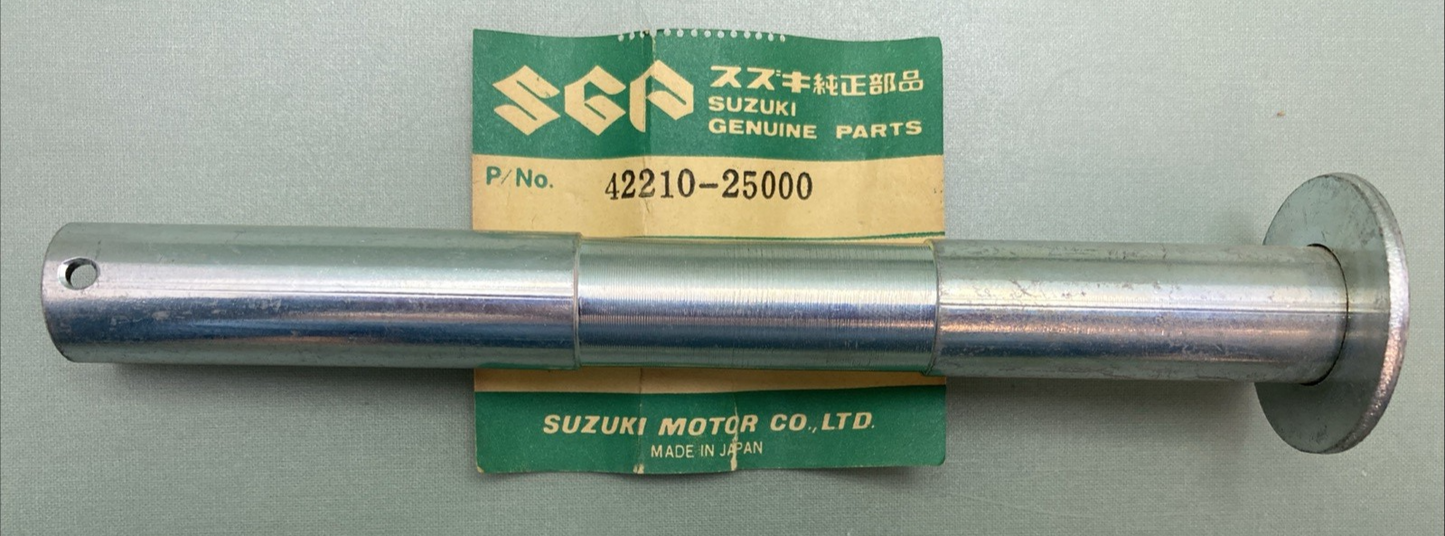 SGP
スズキ純正部品
SUZUKI
GENUINE PARTS
P/No. 42210-25000
SUZUKI MOTOR CO.,LTD.
MADE IN JAPAN